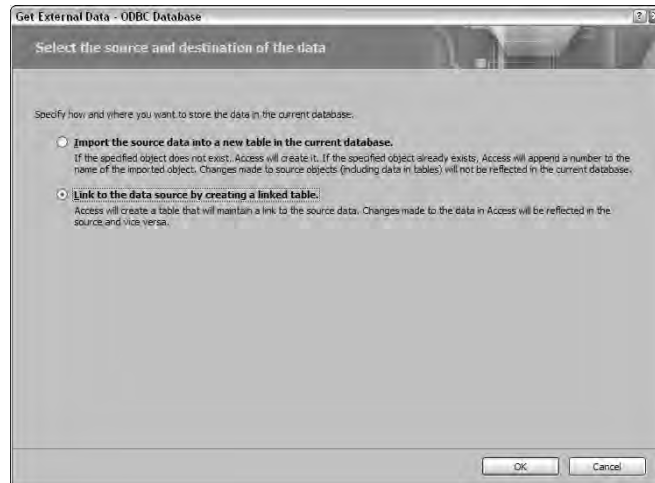 Get External Data - ODBC Database
Select the source and destination of the data
Specify how and where you want to store the data in the current database.
Import the source data into a new table in the current database.
If the specified object does not exist, Access will create it. If the specified object already exists, Access will append a number to the
name of the imported object. Changes made to source objects (including data in tables) will not be reflected in the current database.
Link to the data source by creating a linked table.
Access will create a table that will maintain a link to the source data. Changes made to the data in Access will be reflected in the
source and vice versa.
OK Cancel